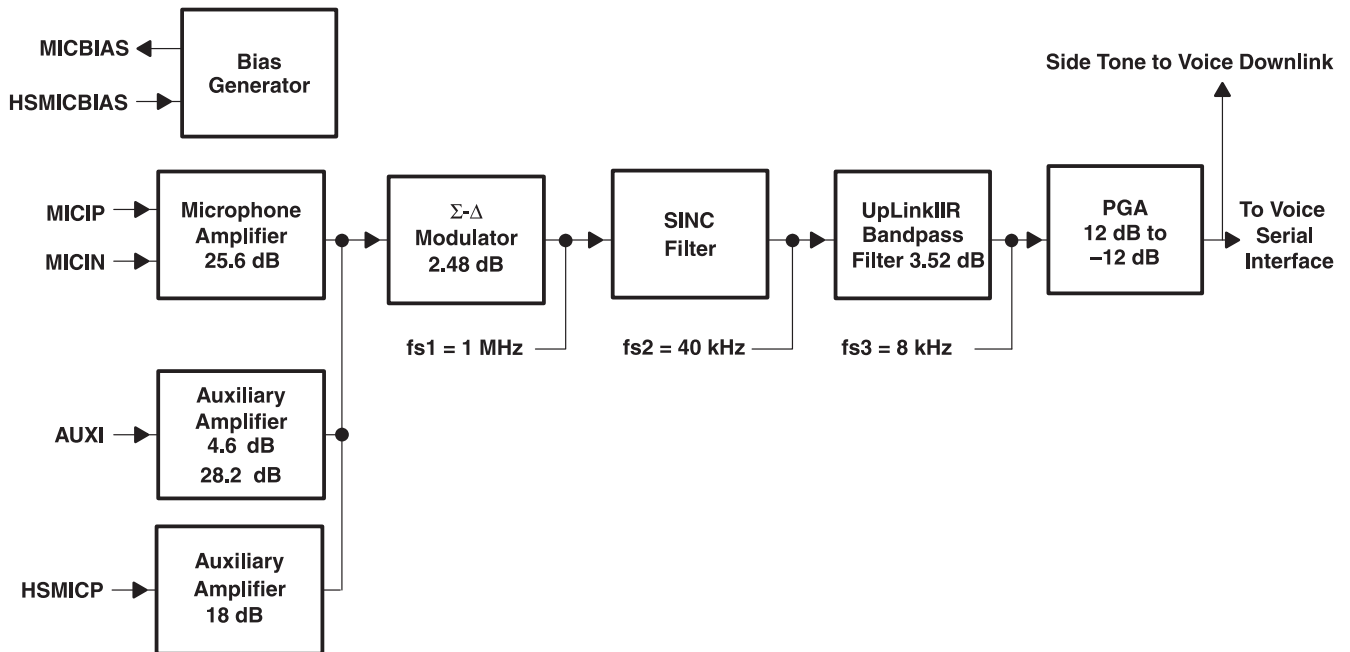 MICBIAS
HSMICBIAS
Bias
Generator
Side Tone to Voice Downlink
MICIP
MICIN
Microphone
Amplifier
25.6 dB
Σ-Δ
Modulator
2.48 dB
SINC
Filter
UpLinkIIR
Bandpass
Filter 3.52 dB
PGA
12 dB to
–12 dB
To Voice
Serial
Interface
fs1 = 1 MHz
fs2 = 40 kHz
fs3 = 8 kHz
AUXI
Auxiliary
Amplifier
4.6 dB
28.2 dB
HSMICP
Auxiliary
Amplifier
18 dB